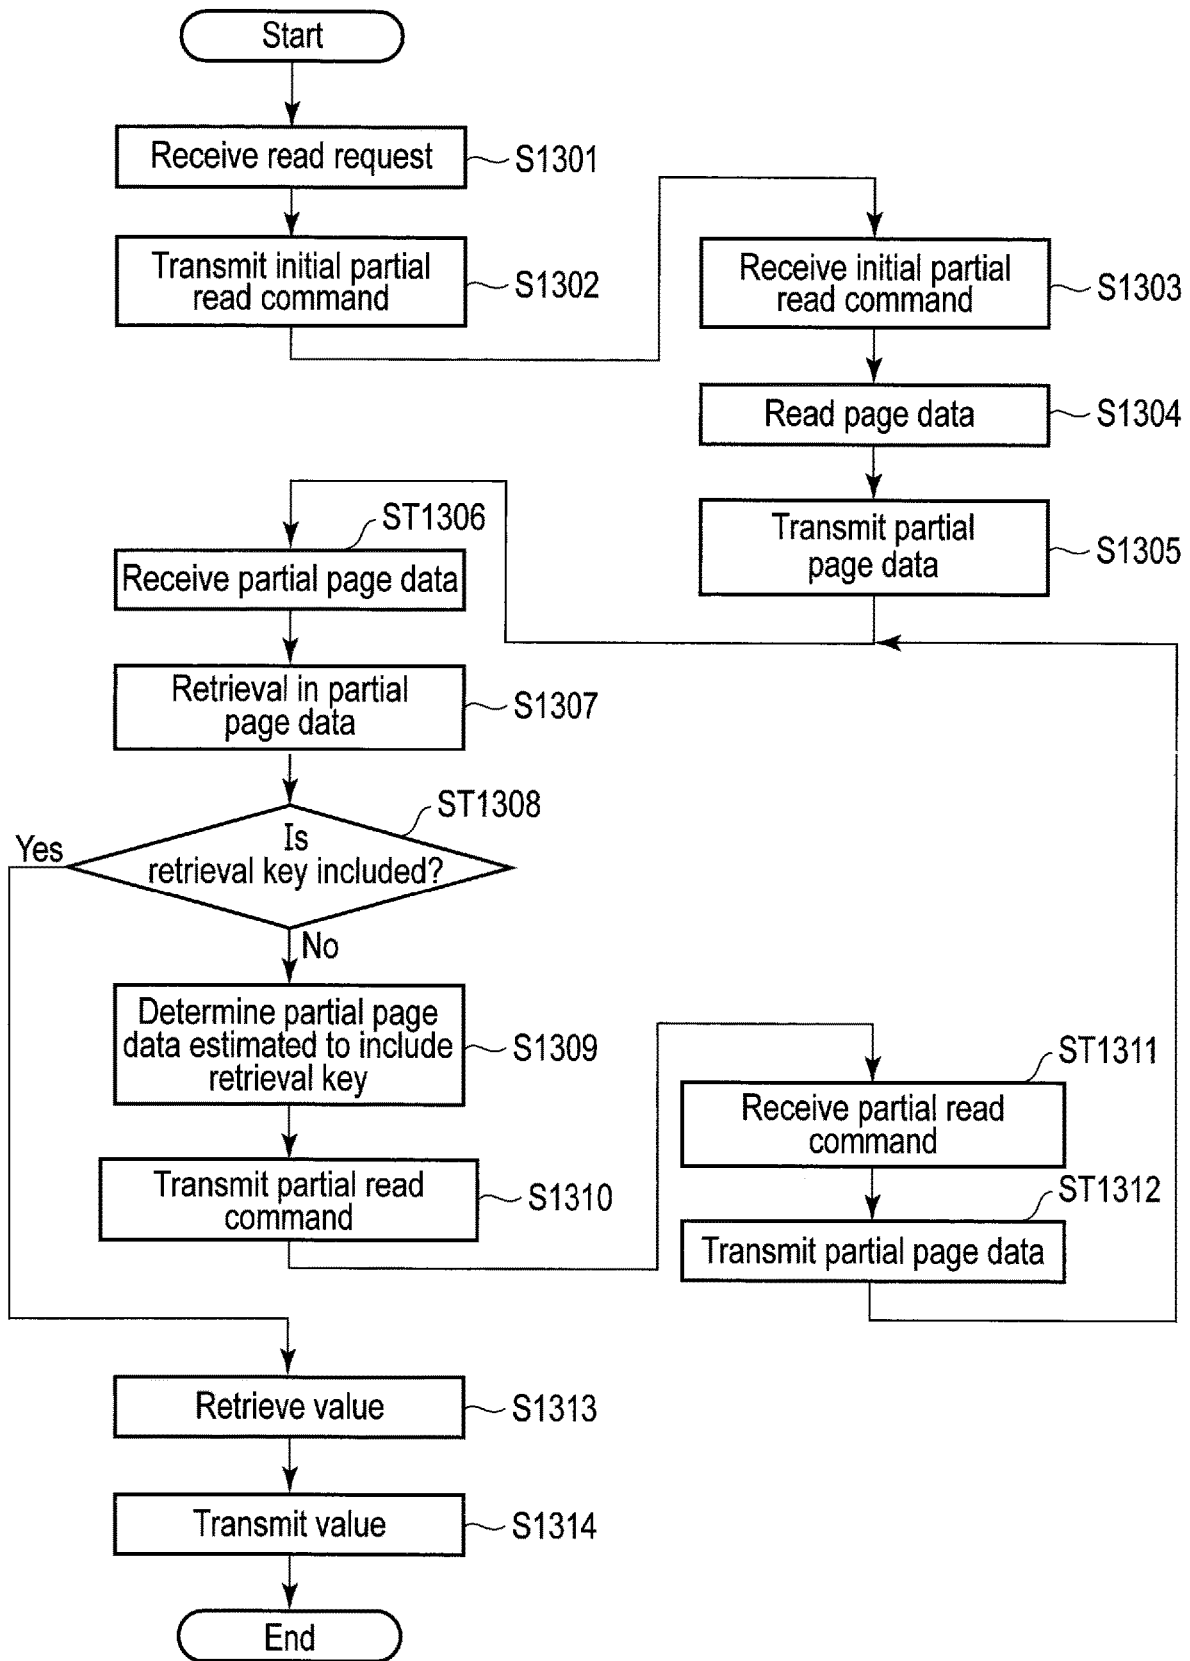 Start
Receive read request
S1301
Transmit initial partial
read command
S1302
Receive initial partial
read command
S1303
Read page data
S1304
Transmit partial
page data
S1305
ST1306
Receive partial page data
Retrieval in partial
page data
S1307
ST1308
Yes
Is
retrieval key included?
No
Determine partial page
data estimated to include
retrieval key
S1309
Transmit partial read
command
S1310
ST1311
Receive partial read
command
ST1312
Transmit partial page data
Retrieve value
S1313
Transmit value
S1314
End